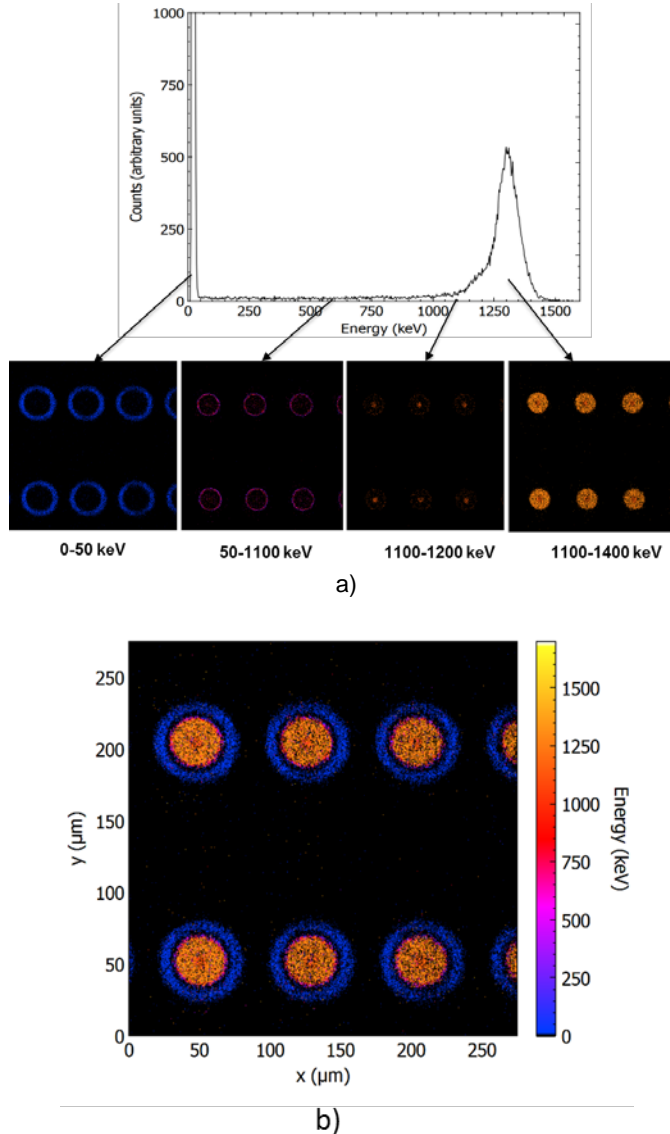 1000
750
500
250
0
Counts (arbitrary units)
0 250 500 750 1000 1250 1500
Energy (keV)
0-50 keV 50-1100 keV 1100-1200 keV 1100-1400 keV
a)
250
200
150
100
50
0
y (µm)
0 50 100 150 200 250
x (µm)
1500
1250
1000
750
500
250
0
Energy (keV)
b)